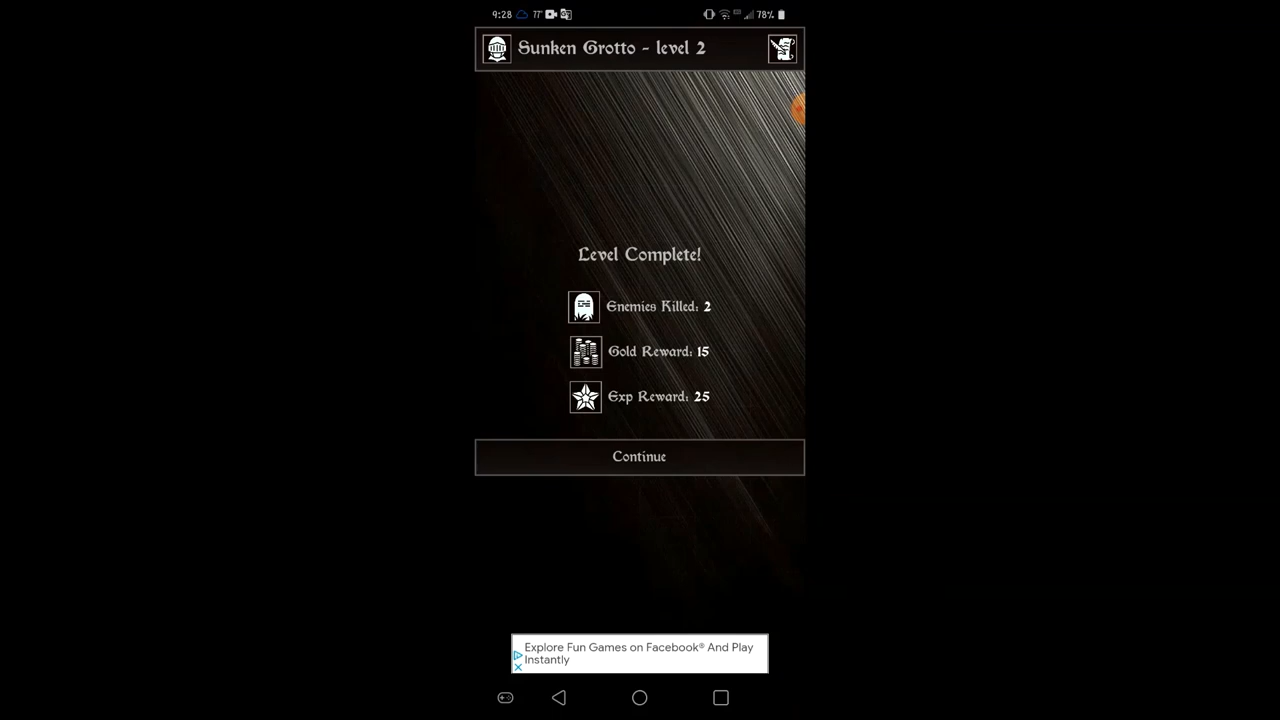 9:28 77° 78%
Sunken Grotto - level 2
Level Complete!
Enemies Killed: 2
Gold Reward: 15
Exp Reward: 25
Continue
Explore Fun Games on Facebook® And Play
Instantly